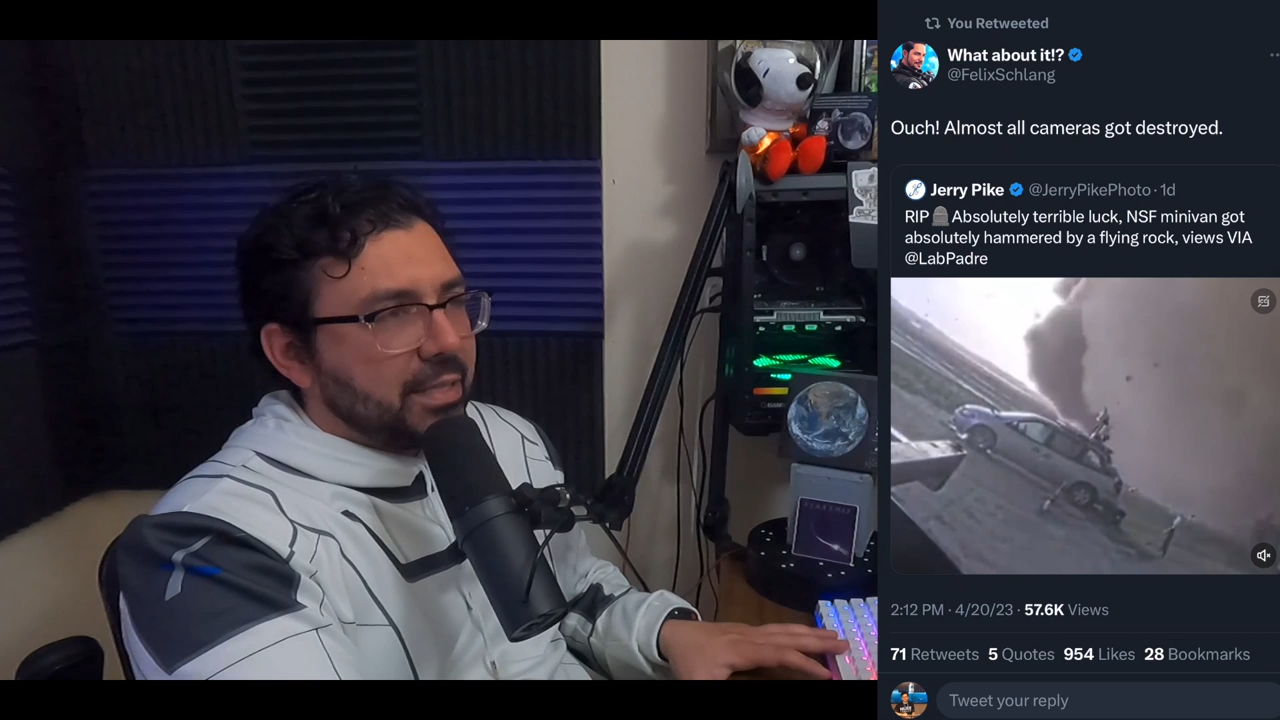 You Retweeted
What about it!?
@FelixSchlang
Ouch! Almost all cameras got destroyed.
Jerry Pike @JerryPikePhoto · 1d
RIP🪦Absolutely terrible luck, NSF minivan got
absolutely hammered by a flying rock, views VIA
@LabPadre
2:12 PM · 4/20/23 · 57.6K Views
71 Retweets 5 Quotes 954 Likes 28 Bookmarks
Tweet your reply